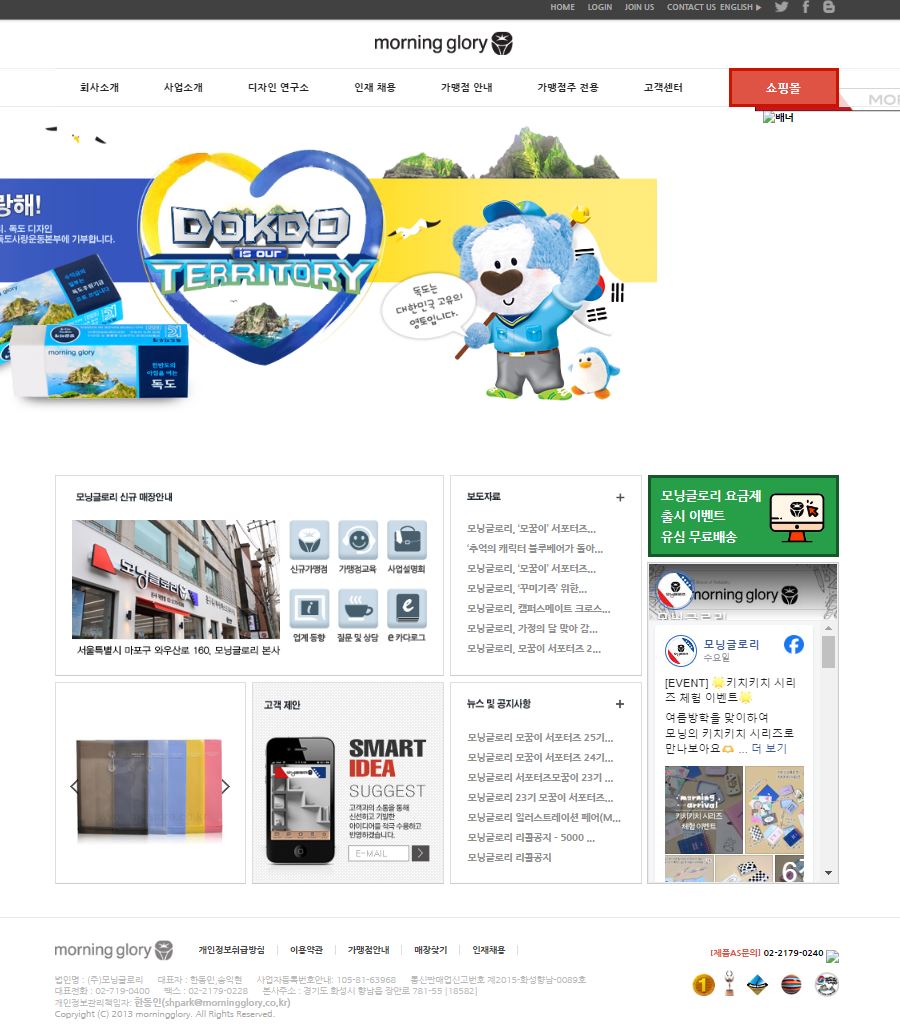 HOME LOGIN JOIN US CONTACT US ENGLISH
morning glory
회사소개 사업소개 디자인 연구소 인재 채용 가맹점 안내 가맹점주 전용 고객센터 쇼핑몰
배너
랑해!
독도 디자인
독도사랑운동본부에 기부합니다.
DOKDO
IS OUR
TERRITORY
독도는
대한민국 고유의
영토입니다.
morning glory
독도
모닝글로리 신규 매장안내
신규가맹점 가맹점교육 사업설명회
업계 동향 질문 및 상담 e 카다로그
모닝글로리
서울특별시 마포구 와우산로 160, 모닝글로리 본사
보도자료 +
모닝글로리, '모꿈이' 서포터즈...
'추억의 캐릭터 블루베어가 돌아...
모닝글로리, '모꿈이' 서포터즈...
모닝글로리, '꾸미기족' 위한...
모닝글로리, 캠퍼스메이트 크로스...
모닝글로리, 가정의 달 맞아 감...
모닝글로리, 모꿈이 서포터즈 2...
모닝글로리 요금제
출시 이벤트
유심 무료배송
morning glory
모닝글로리
수요일
[EVENT] 🌟키치키치 시리
즈 체험 이벤트🌟
여름방학을 맞이하여
모닝의 키치키치 시리즈로
만나보아요🫶 ... 더 보기
morning
arrival
키치키치 시리즈
체험 이벤트
고객 제안
SMART
IDEA
SUGGEST
고객과의 소통을 통해
신선하고 기발한
아이디어를 적극 수용하고
반영하겠습니다.
E-MAIL
뉴스 및 공지사항 +
모닝글로리 모꿈이 서포터즈 25기...
모닝글로리 모꿈이 서포터즈 24기...
모닝글로리 서포터즈모꿈이 23기 ...
모닝글로리 23기 모꿈이 서포터즈...
모닝글로리 일러스트레이션 페어(M...
모닝글로리 리콜공지 - 5000 ...
모닝글로리 리콜공지
morning glory
개인정보취급방침 이용약관 가맹점안내 매장찾기 인재채용
[제품AS문의] 02-2179-0240
법인명 : (주)모닝글로리 대표자 : 한동인,송익현 사업자등록번호안내: 105-81-63968 통신판매업신고번호 제2015-화성향남-0089호
대표전화 : 02-719-0400 팩스 : 02-2179-0228 본사주소 : 경기도 화성시 향남읍 장안로 781-55 [18582]
개인정보관리책임자: 한동인(shpark@morningglory.co.kr)
Copyright (C) 2013 morningglory. All Rights Reserved.